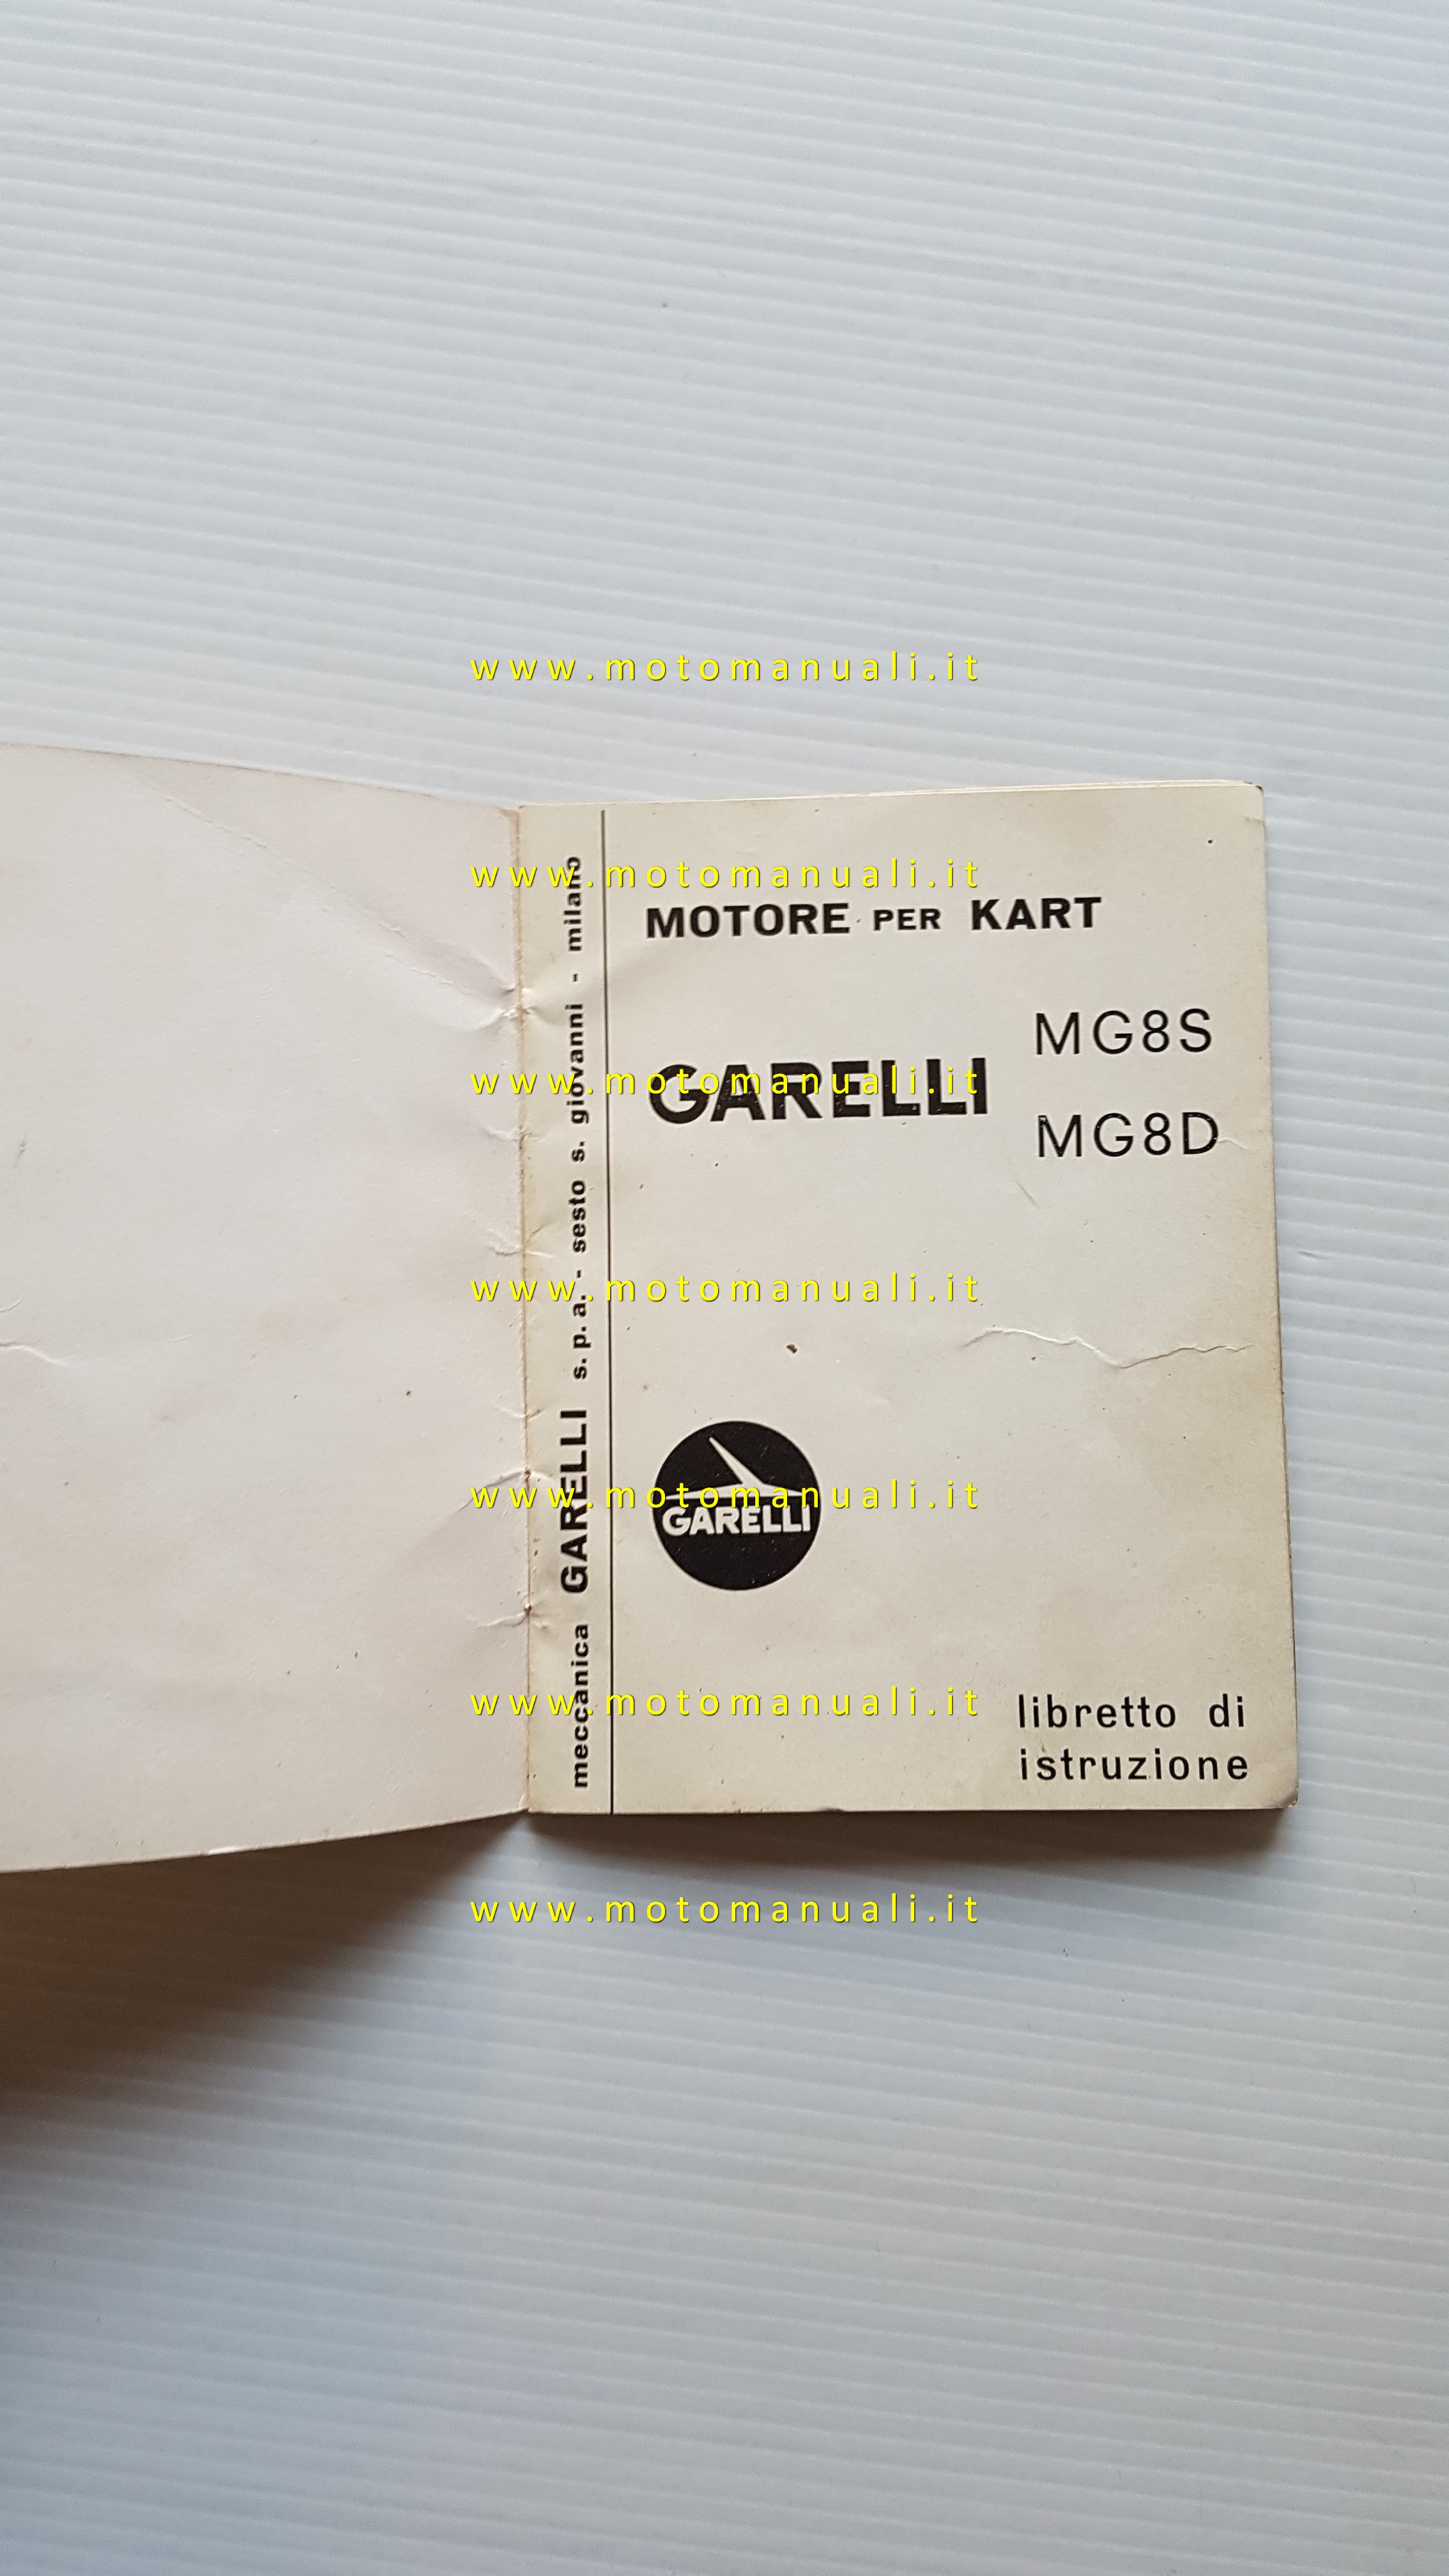 www.motomanuali.it
www.motomanuali.it
MOTORE PER KART
MG8S
www.motomanuali.it
GARELLI
MG8D
www.motomanuali.it
www.motomanuali.it
GARELLI
www.motomanuali.it
libretto di
istruzione
meccanica GARELLI s.p.a. - sesto s. giovanni - milano
www.motomanuali.it